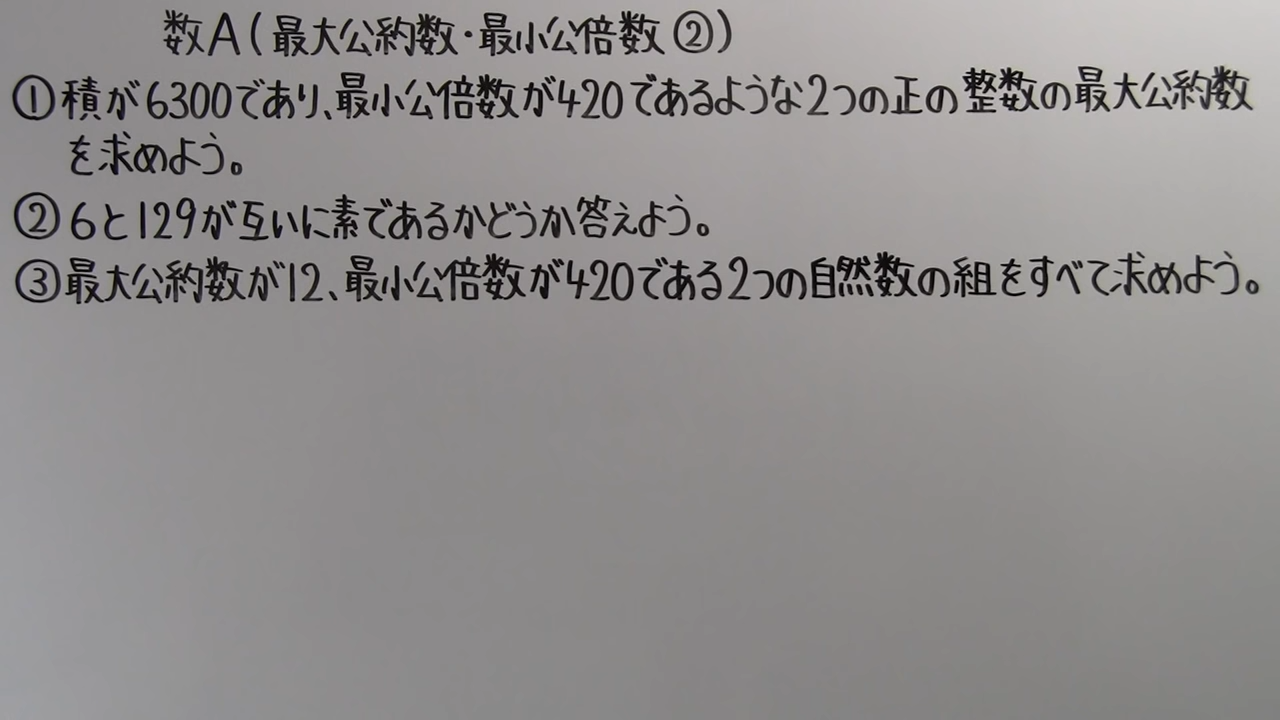 数A(最大公約数・最小公倍数②)
①積が6300であり、最小公倍数が420であるような2つの正の整数の最大公約数
を求めよう。
②6と129が互いに素であるかどうか答えよう。
③最大公約数が12、最小公倍数が420である2つの自然数の組をすべて求めよう。